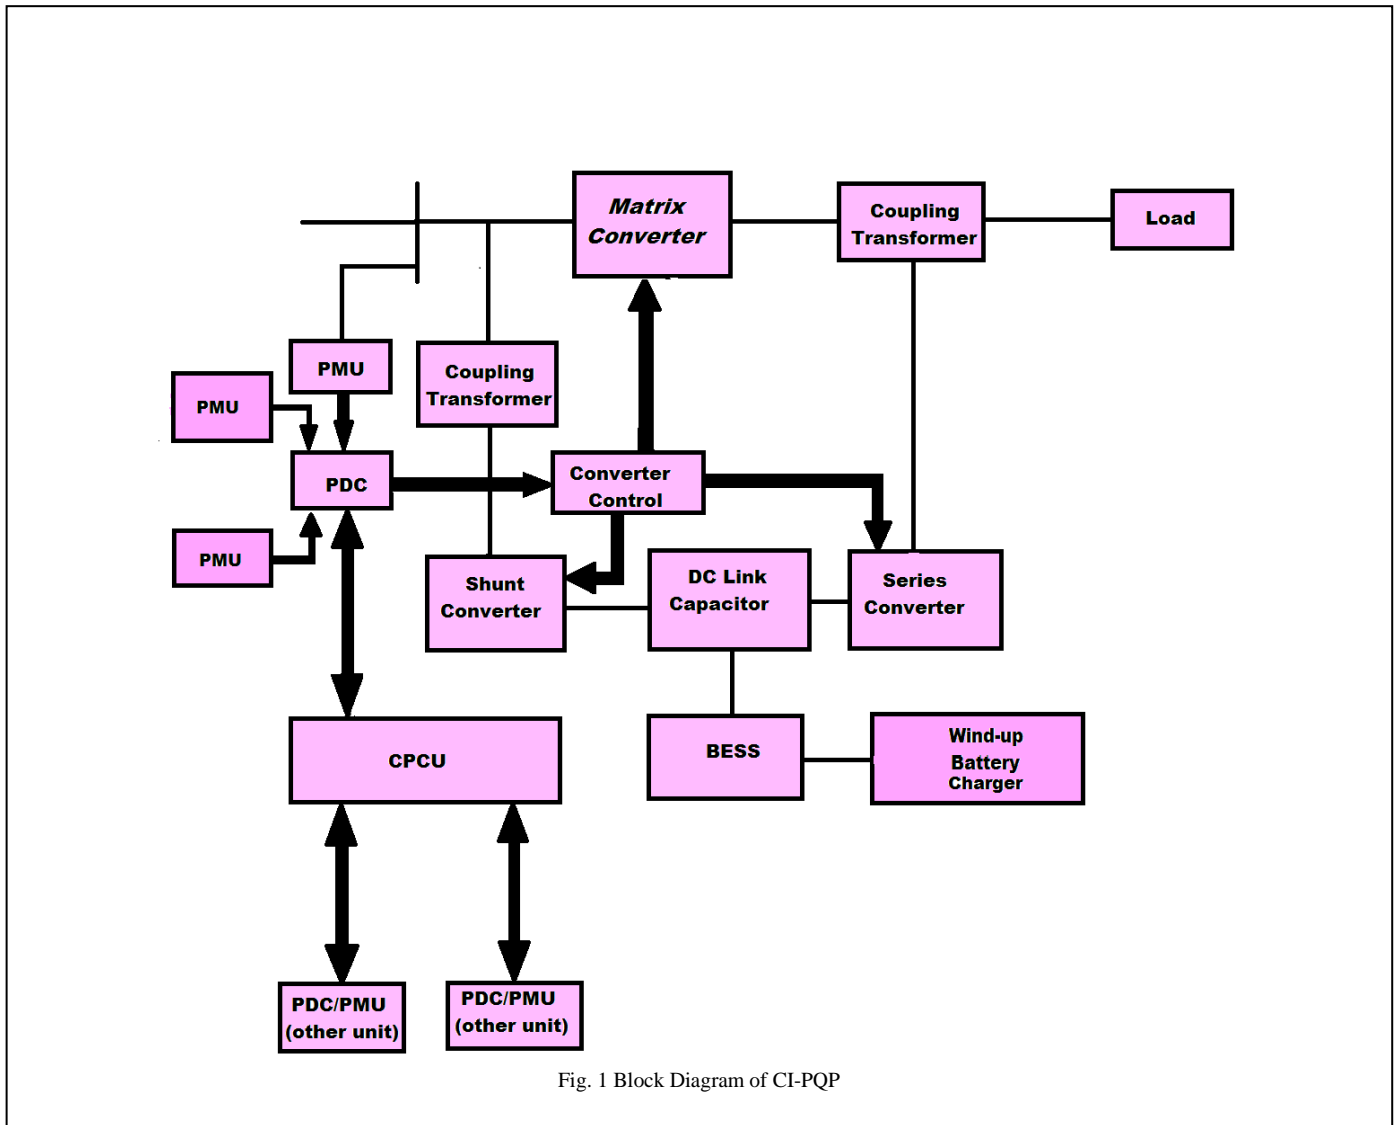 Matrix
Converter
Coupling
Transformer
Load
PMU
Coupling
Transformer
PMU
PDC
Converter
Control
PMU
Shunt
Converter
DC Link
Capacitor
Series
Converter
CPCU
BESS
Wind-up
Battery
Charger
PDC/PMU
(other unit)
PDC/PMU
(other unit)
Fig. 1 Block Diagram of CI-PQP